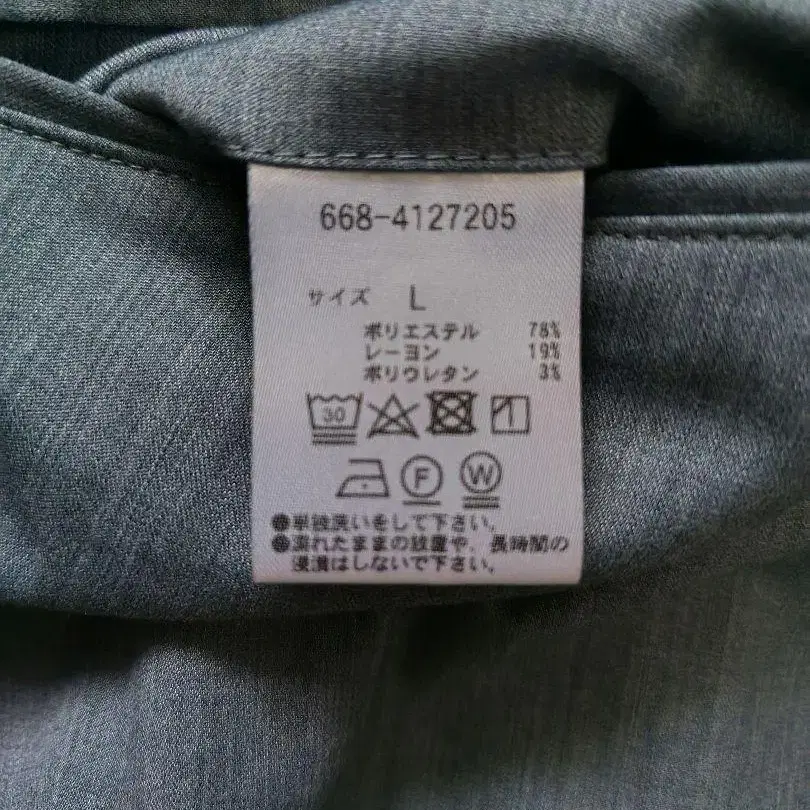 668-4127205
サイズ L
ポリエステル 78%
レーヨン 19%
ポリウレタン 3%
30
F W
●単独洗いをして下さい。
●濡れたままの放置や、長時間の
浸漬はしないで下さい。